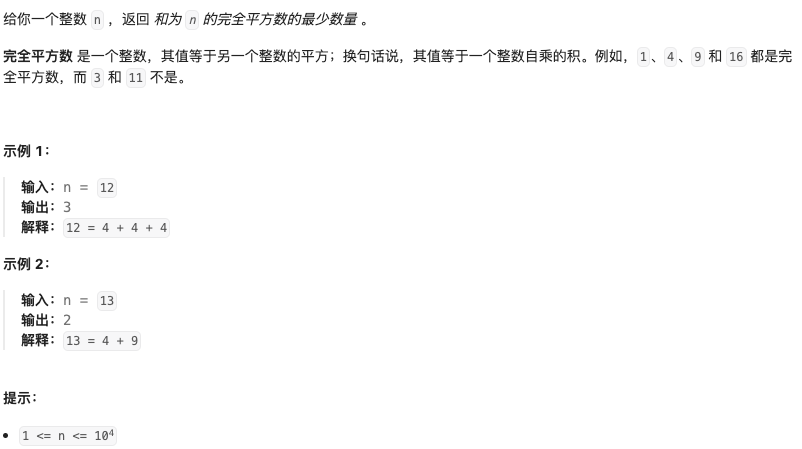 给你一个整数 n ，返回 和为 n 的完全平方数的最少数量 。
完全平方数 是一个整数，其值等于另一个整数的平方；换句话说，其值等于一个整数自乘的积。例如，1、4、9 和 16 都是完
全平方数，而 3 和 11 不是。
示例 1：
输入：n = 12
输出：3
解释：12 = 4 + 4 + 4
示例 2：
输入：n = 13
输出：2
解释：13 = 4 + 9
提示：
• 1 <= n <= 10⁴